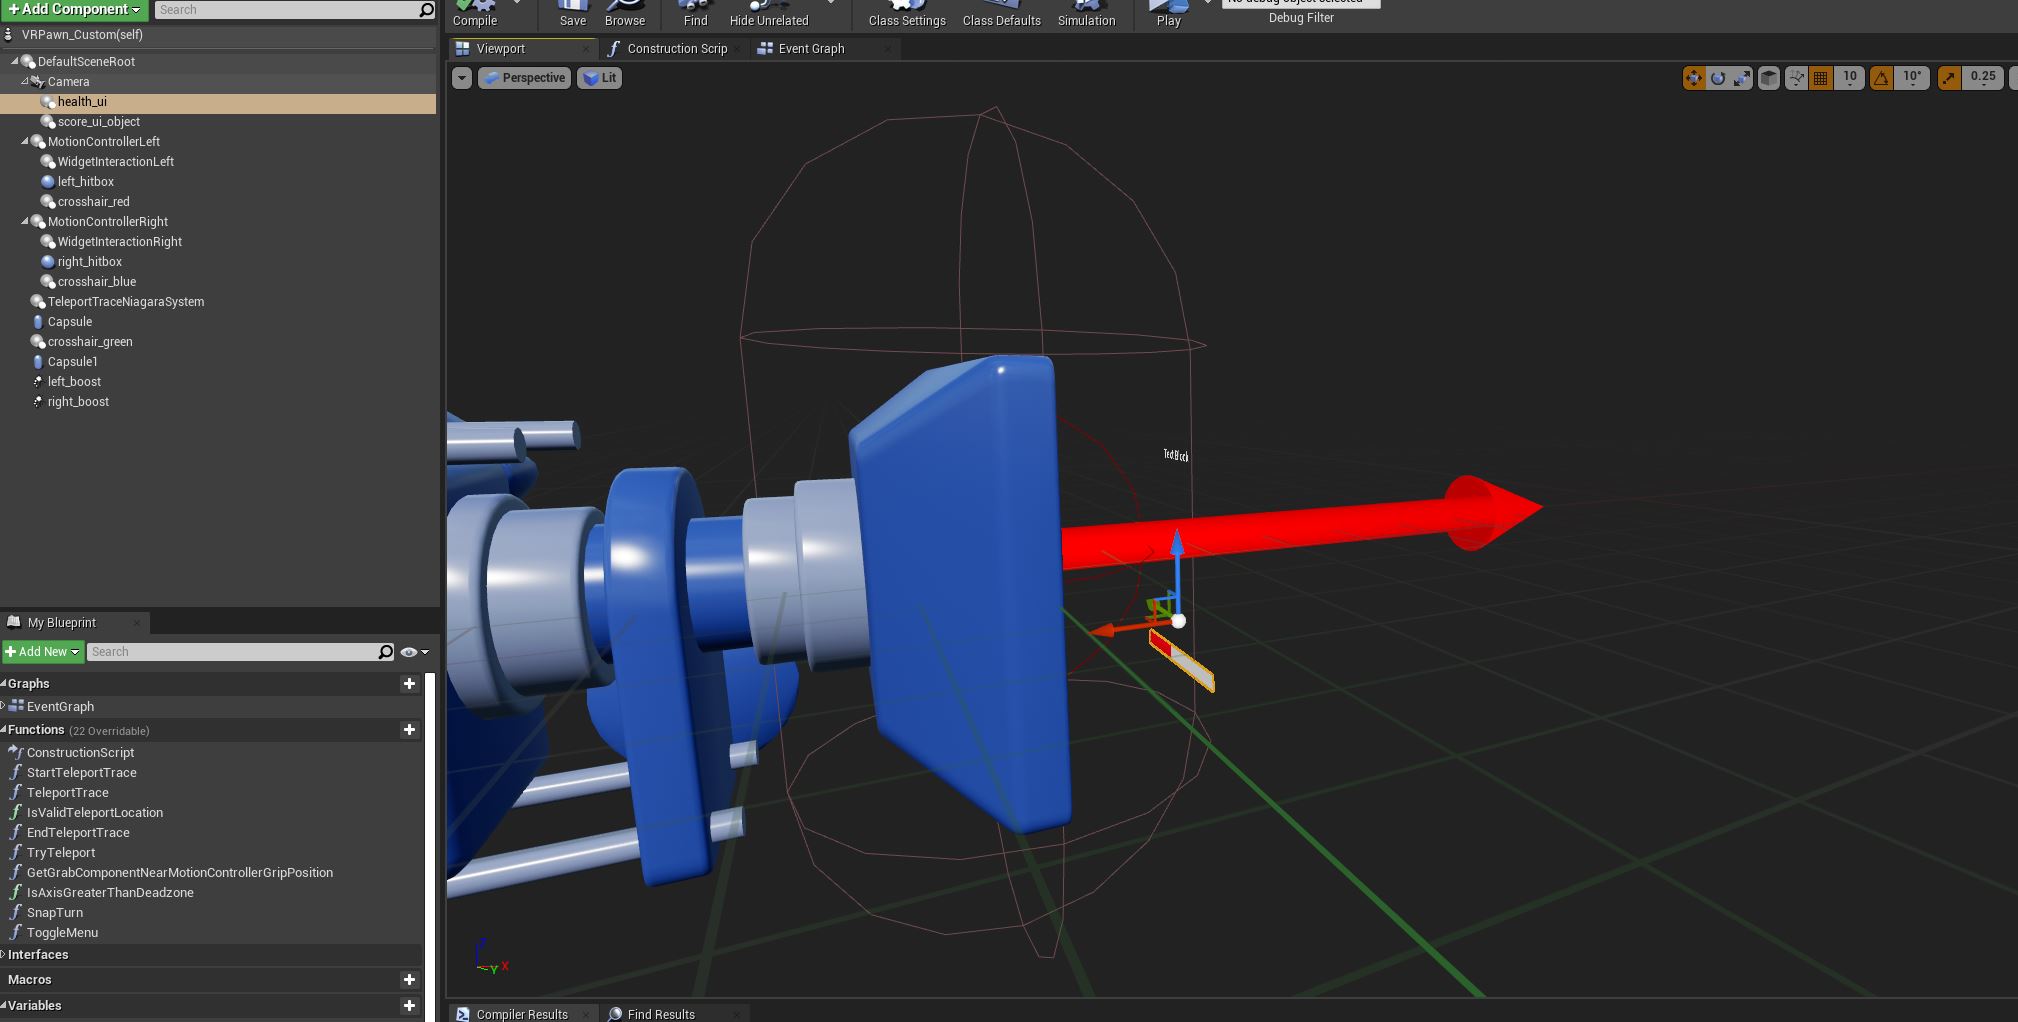 Add Component
Search
Compile
Save
Browse
Find
Hide Unrelated
Class Settings
Class Defaults
Simulation
Play
Debug Filter
VRPawn_Custom(self)
Viewport
Construction Scrip
Event Graph
Perspective
Lit
10
10°
0.25
DefaultSceneRoot
Camera
health_ui
score_ui_object
MotionControllerLeft
WidgetInteractionLeft
left_hitbox
crosshair_red
MotionControllerRight
WidgetInteractionRight
right_hitbox
crosshair_blue
TeleportTraceNiagaraSystem
Capsule
crosshair_green
Capsule1
left_boost
right_boost
Text Block
My Blueprint
Add New
Search
Graphs
EventGraph
Functions (22 Overridable)
ConstructionScript
StartTeleportTrace
TeleportTrace
IsValidTeleportLocation
EndTeleportTrace
TryTeleport
GetGrabComponentNearMotionControllerGripPosition
IsAxisGreaterThanDeadzone
SnapTurn
ToggleMenu
Interfaces
Macros
Variables
Z
Y X
Compiler Results
Find Results